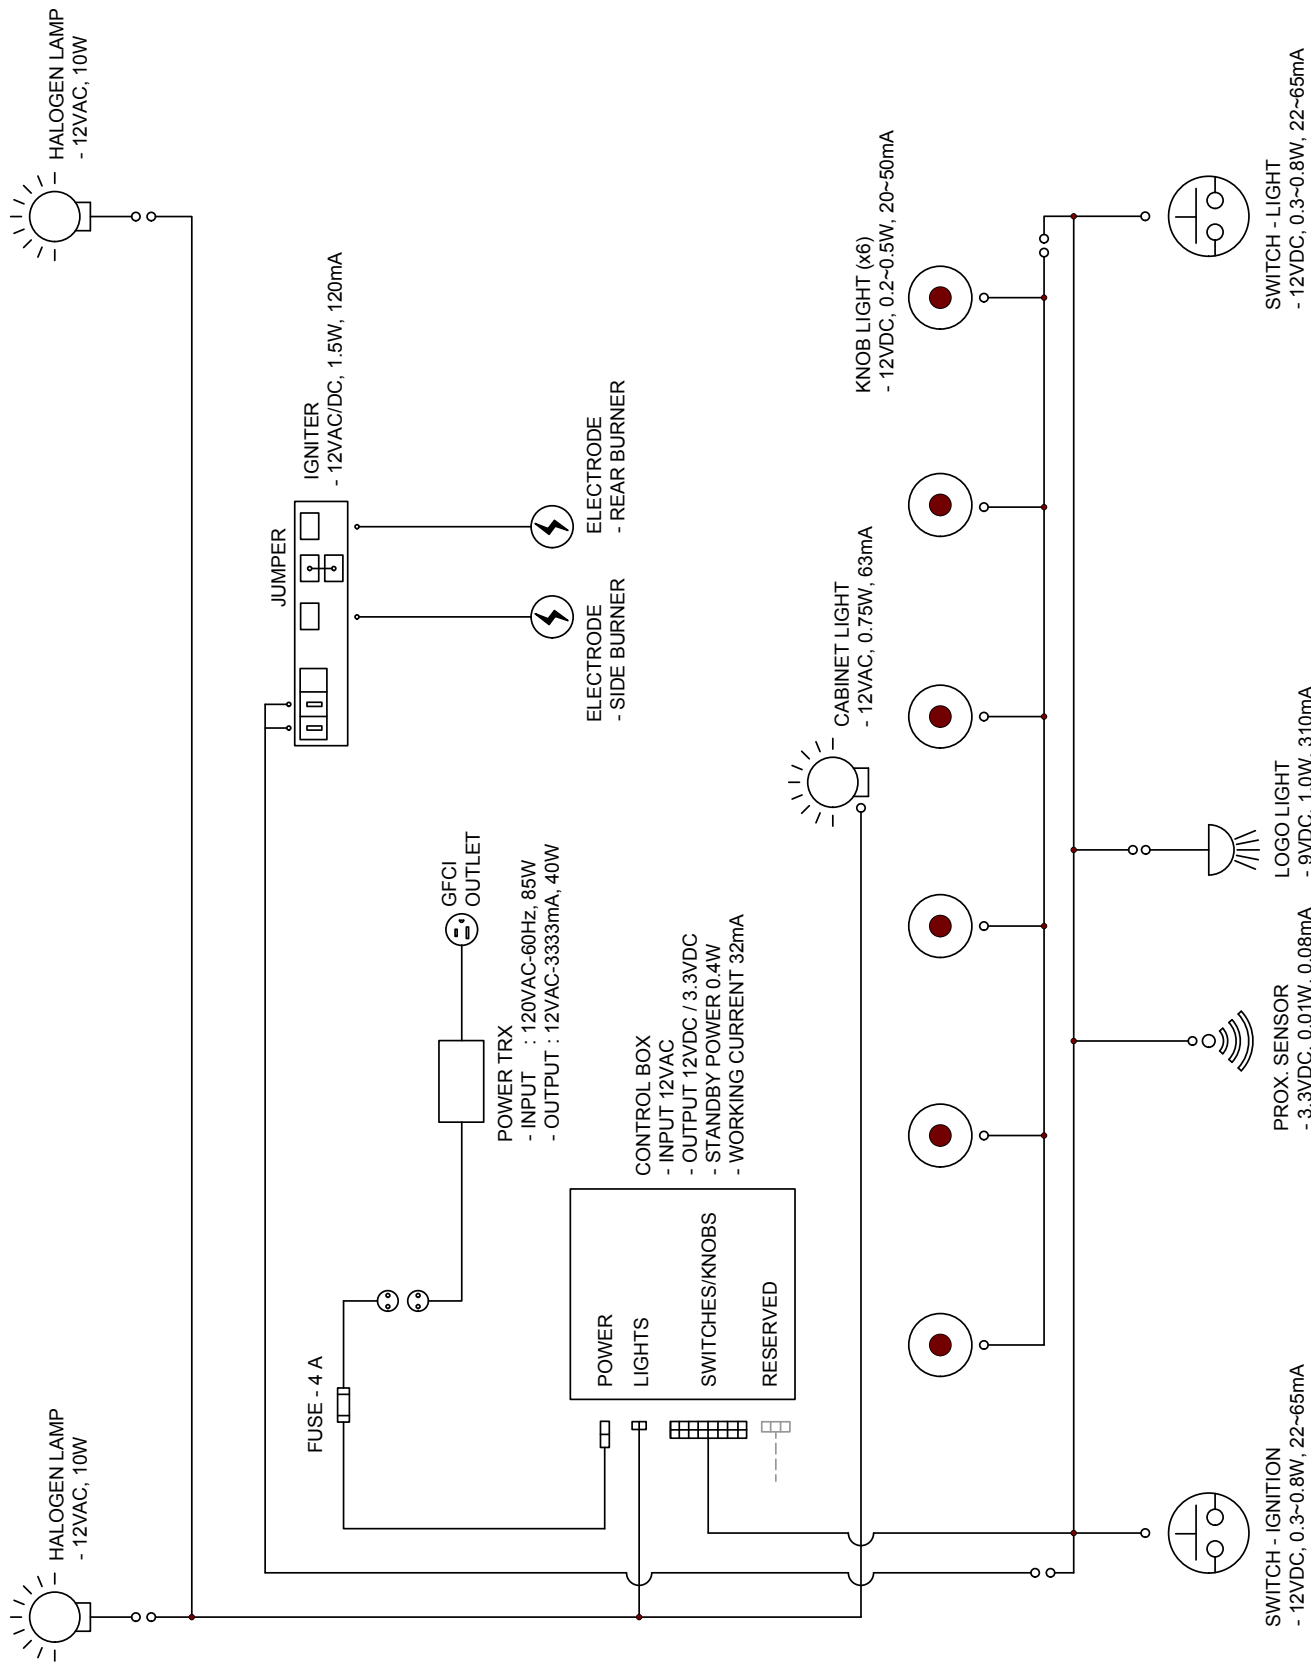 HALOGEN LAMP
- 12VAC, 10W
HALOGEN LAMP
- 12VAC, 10W
FUSE - 4 A
JUMPER
IGNITER
- 12VAC/DC, 1.5W, 120mA
GFCI
OUTLET
POWER TRX
- INPUT : 120VAC-60Hz, 85W
- OUTPUT : 12VAC-3333mA, 40W
ELECTRODE
- SIDE BURNER
ELECTRODE
- REAR BURNER
CONTROL BOX
- INPUT 12VAC
- OUTPUT 12VDC / 3.3VDC
- STANDBY POWER 0.4W
- WORKING CURRENT 32mA
POWER
LIGHTS
SWITCHES/KNOBS
RESERVED
CABINET LIGHT
- 12VAC, 0.75W, 63mA
KNOB LIGHT (x6)
- 12VDC, 0.2~0.5W, 20~50mA
SWITCH - IGNITION
- 12VDC, 0.3~0.8W, 22~65mA
PROX. SENSOR
- 3.3VDC, 0.01W, 0.08mA
LOGO LIGHT
- 9VDC, 1.0W, 310mA
SWITCH - LIGHT
- 12VDC, 0.3~0.8W, 22~65mA